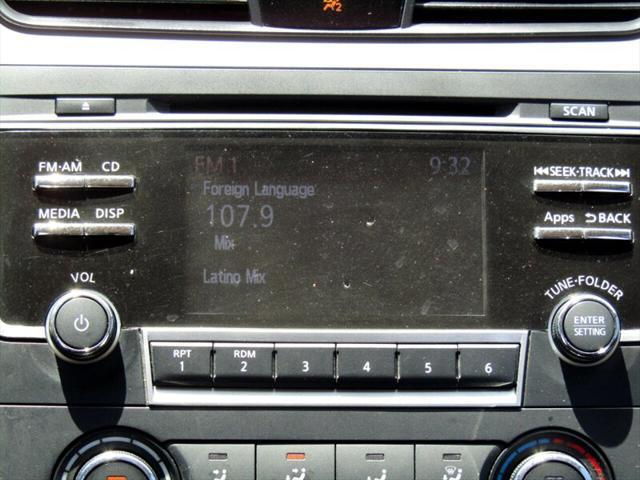 SCAN
FM·AM CD
MEDIA DISP
VOL
FM 1 9:32
Foreign Language
107.9
Mix
Latino Mix
SEEK·TRACK
Apps BACK
TUNE·FOLDER
ENTER
SETTING
RPT RDM
1 2 3 4 5 6